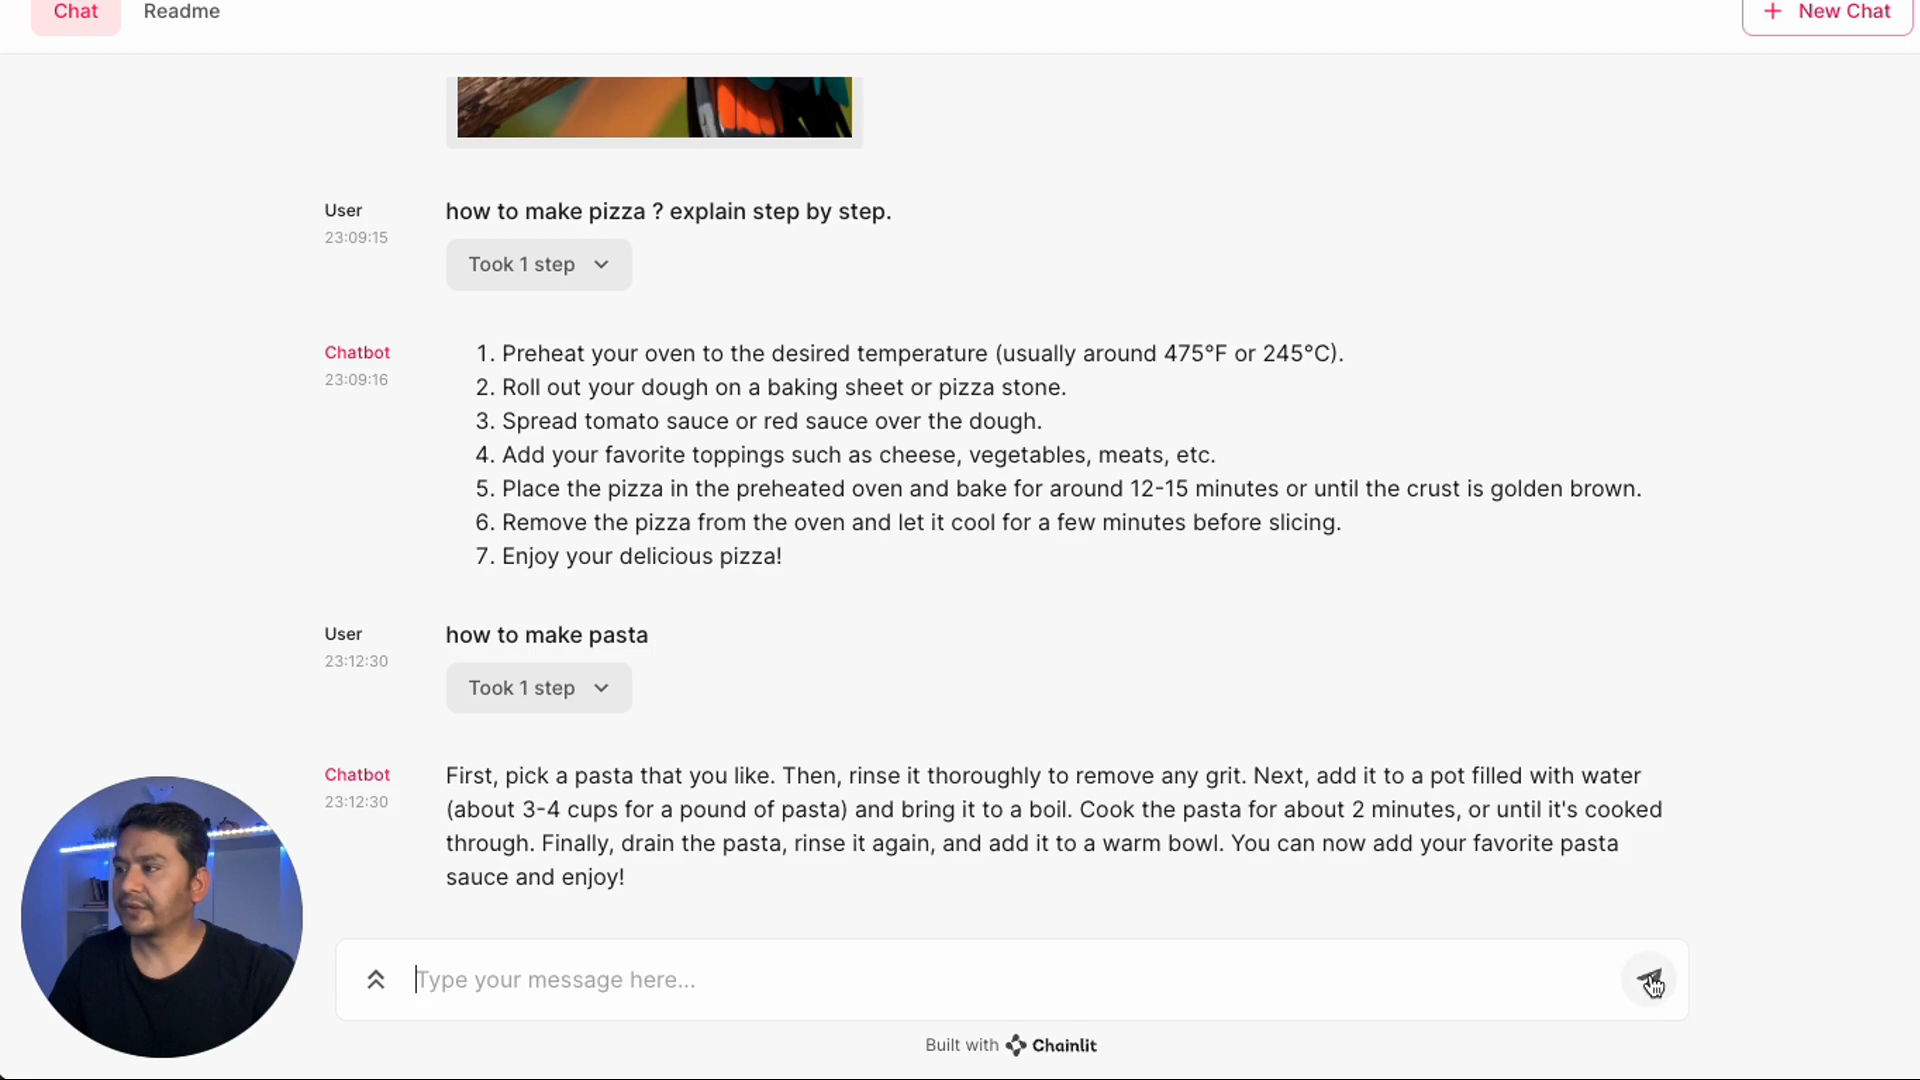 Chat
Readme
+ New Chat
User
how to make pizza ? explain step by step.
23:09:15
Took 1 step
Chatbot
1. Preheat your oven to the desired temperature (usually around 475°F or 245°C).
23:09:16
2. Roll out your dough on a baking sheet or pizza stone.
3. Spread tomato sauce or red sauce over the dough.
4. Add your favorite toppings such as cheese, vegetables, meats, etc.
5. Place the pizza in the preheated oven and bake for around 12-15 minutes or until the crust is golden brown.
6. Remove the pizza from the oven and let it cool for a few minutes before slicing.
7. Enjoy your delicious pizza!
User
how to make pasta
23:12:30
Took 1 step
Chatbot
First, pick a pasta that you like. Then, rinse it thoroughly to remove any grit. Next, add it to a pot filled with water
23:12:30
(about 3-4 cups for a pound of pasta) and bring it to a boil. Cook the pasta for about 2 minutes, or until it's cooked
through. Finally, drain the pasta, rinse it again, and add it to a warm bowl. You can now add your favorite pasta
sauce and enjoy!
Type your message here...
Built with Chainlit